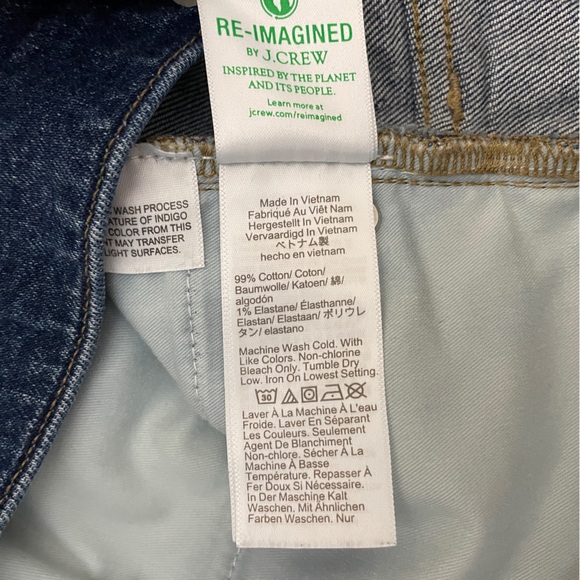 RE-IMAGINED
BY J.CREW
INSPIRED BY THE PLANET
AND ITS PEOPLE.
Learn more at
jcrew.com/reimagined
WASH PROCESS
ATURE OF INDIGO
COLOR FROM THIS
NT MAY TRANSFER
LIGHT SURFACES.
Made In Vietnam
Fabriqué Au Viêt Nam
Hergestellt In Vietnam
Vervaardigd In Vietnam
ベトナム製
hecho en vietnam
99% Cotton/ Coton/
Baumwolle/ Katoen/ 綿/
algodón
1% Elastane/ Élasthanne/
Elastan/ Elastaan/ ポリウレ
タン/ elastano
Machine Wash Cold. With
Like Colors. Non-chlorine
Bleach Only. Tumble Dry
Low. Iron On Lowest Setting.
30
Laver À La Machine À L'eau
Froide. Laver En Séparant
Les Couleurs. Seulement
Agent De Blanchiment
Non-chlore. Sécher À La
Machine À Basse
Température. Repasser À
Fer Doux Si Nécessaire.
In Der Maschine Kalt
Waschen. Mit Ähnlichen
Farben Waschen. Nur